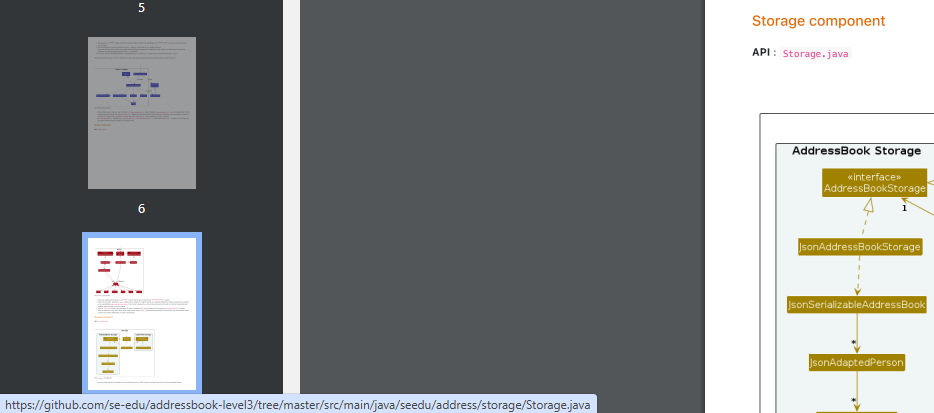 5
6
Storage component
API : Storage.java
AddressBook Storage
«interface»
AddressBookStorage
1
JsonAddressBookStorage
JsonSerializableAddressBook
*
JsonAdaptedPerson
*
https://github.com/se-edu/addressbook-level3/tree/master/src/main/java/seedu/address/storage/Storage.java